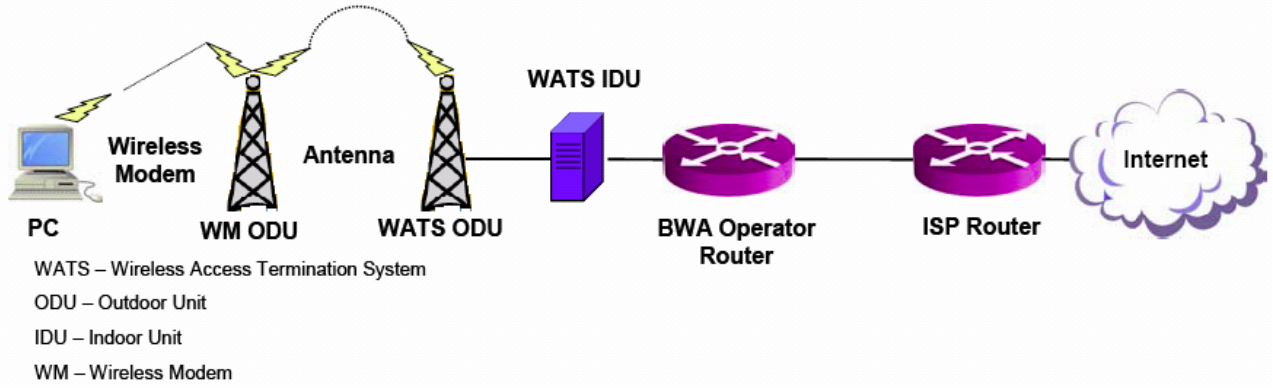 WATS IDU
Wireless
Modem
Antenna
Internet
PC
WM ODU
WATS ODU
BWA Operator
Router
ISP Router
WATS – Wireless Access Termination System
ODU – Outdoor Unit
IDU – Indoor Unit
WM – Wireless Modem